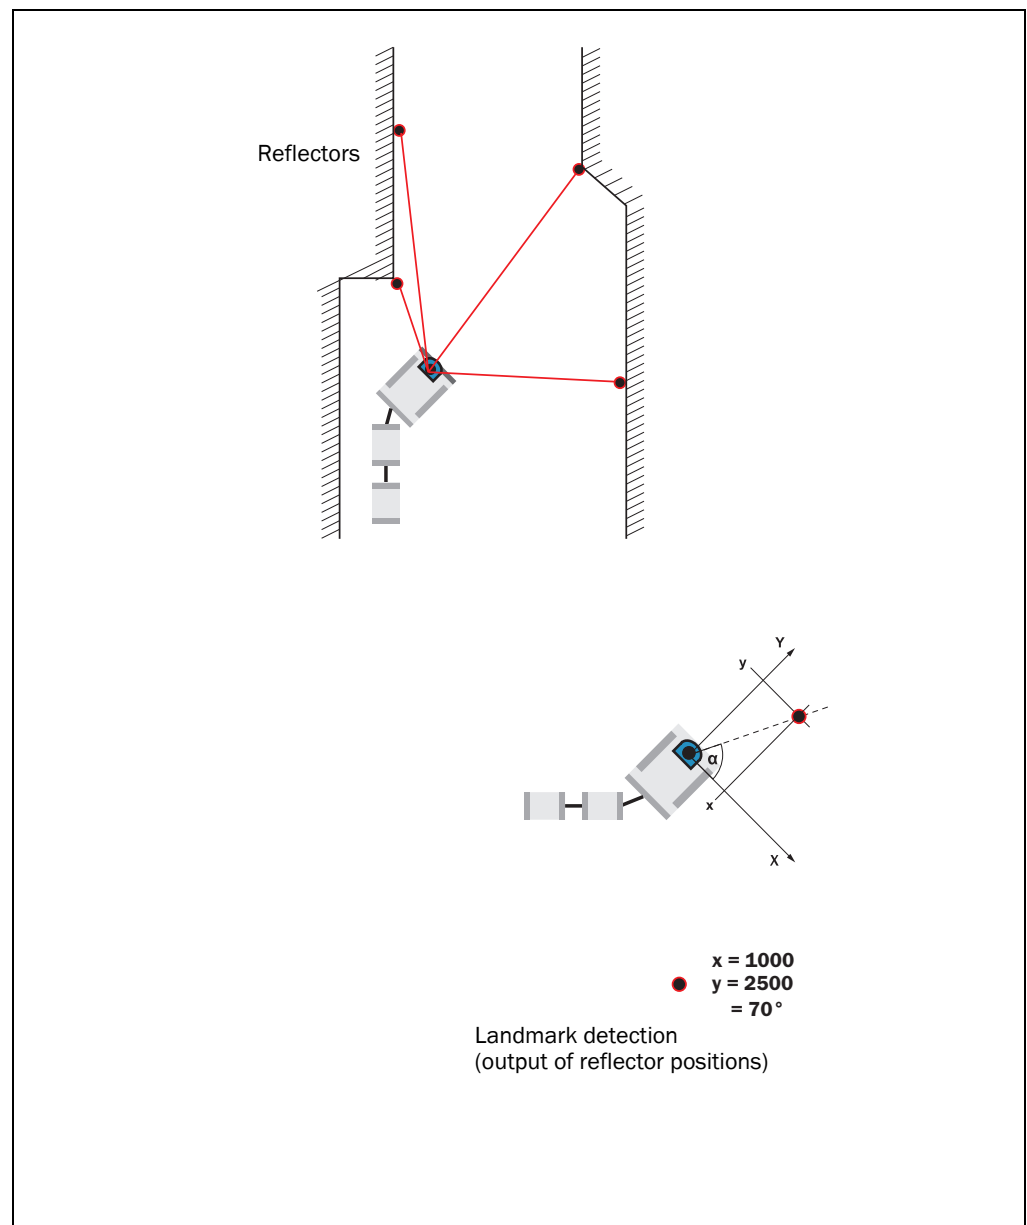 Reflectors
Y
y
α
x
X
x = 1000
y = 2500
= 70°
Landmark detection
(output of reflector positions)